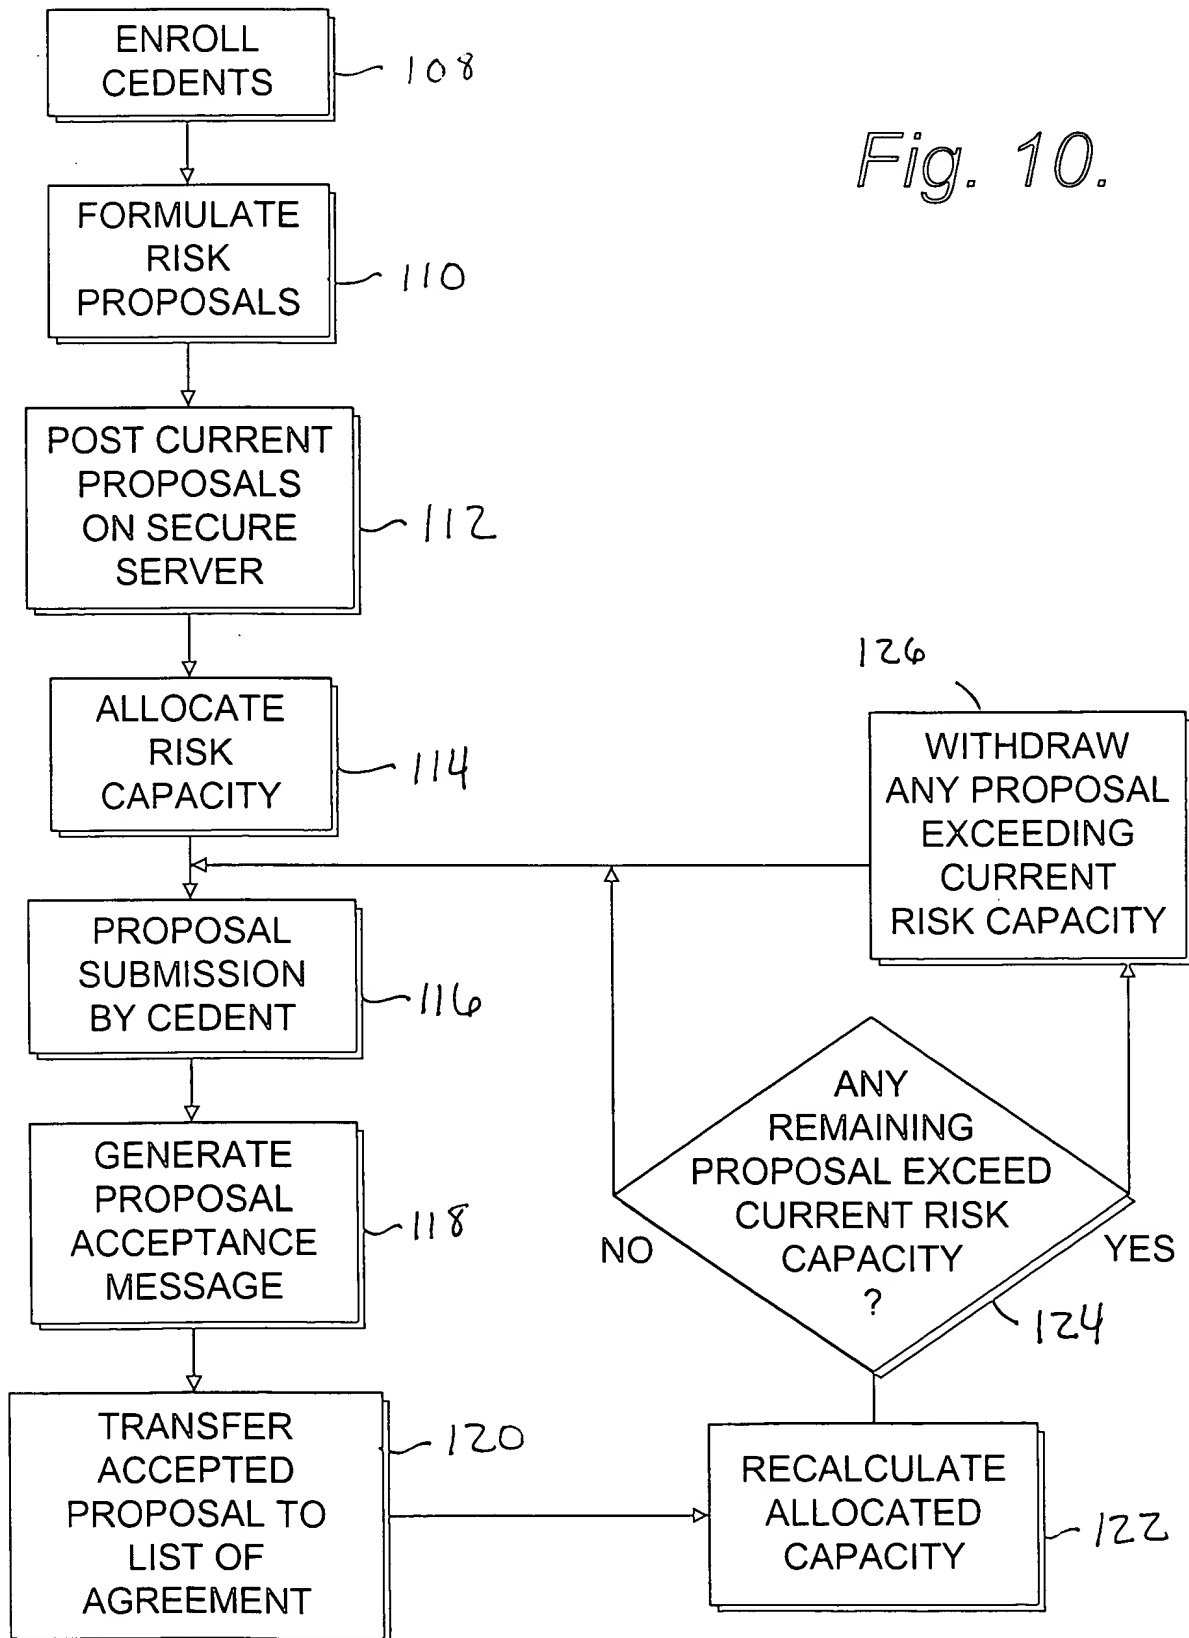 ENROLL
CEDENTS
108
Fig. 10.
FORMULATE
RISK
PROPOSALS
110
POST CURRENT
PROPOSALS
ON SECURE
SERVER
112
ALLOCATE
RISK
CAPACITY
114
PROPOSAL
SUBMISSION
BY CEDENT
116
GENERATE
PROPOSAL
ACCEPTANCE
MESSAGE
118
TRANSFER
ACCEPTED
PROPOSAL TO
LIST OF
AGREEMENT
120
RECALCULATE
ALLOCATED
CAPACITY
122
ANY
REMAINING
PROPOSAL EXCEED
CURRENT RISK
CAPACITY
?
124
NO
YES
126
WITHDRAW
ANY PROPOSAL
EXCEEDING
CURRENT
RISK CAPACITY